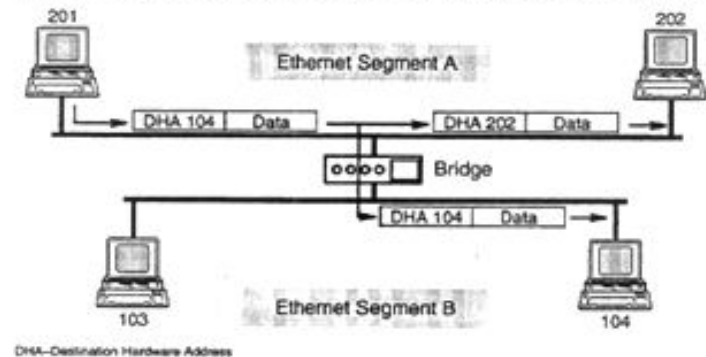 201
202
Ethernet Segment A
DHA 104 Data
DHA 202 Data
Bridge
DHA 104 Data
103
Ethernet Segment B
104
DHA–Destination Hardware Address